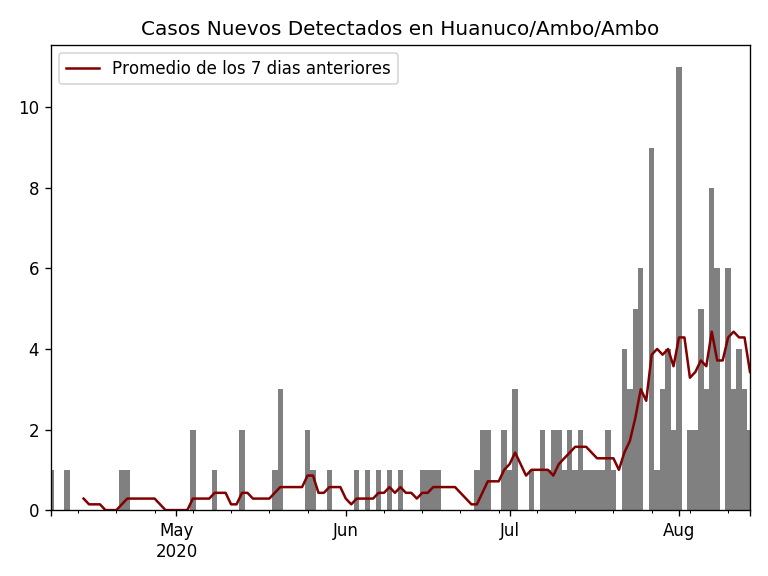 Casos Nuevos Detectados en Huanuco/Ambo/Ambo
Promedio de los 7 dias anteriores
10
8
6
4
2
0
May Jun Jul Aug
2020